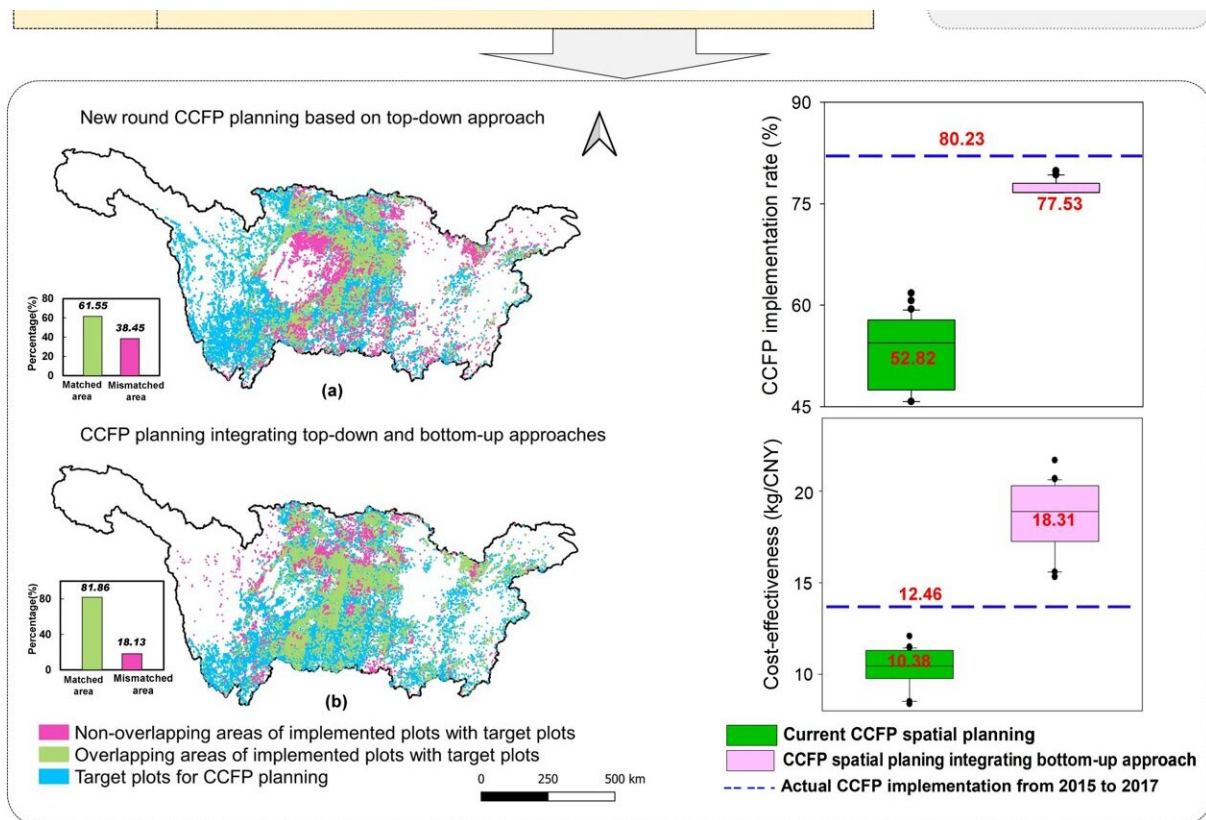 New round CCFP planning based on top-down approach
80
60
40
20
0
Percentage(%)
61.55
38.45
Matched
area
Mismatched
area
(a)
CCFP planning integrating top-down and bottom-up approaches
80
40
0
Percentage(%)
81.86
18.13
Matched
area
Mismatched
area
(b)
Non-overlapping areas of implemented plots with target plots
Overlapping areas of implemented plots with target plots
Target plots for CCFP planning
0 250 500 km
CCFP implementation rate (%)
90
75
60
45
80.23
77.53
52.82
Cost-effectiveness (kg/CNY)
20
15
10
18.31
12.46
10.38
Current CCFP spatial planning
CCFP spatial planing integrating bottom-up approach
Actual CCFP implementation from 2015 to 2017